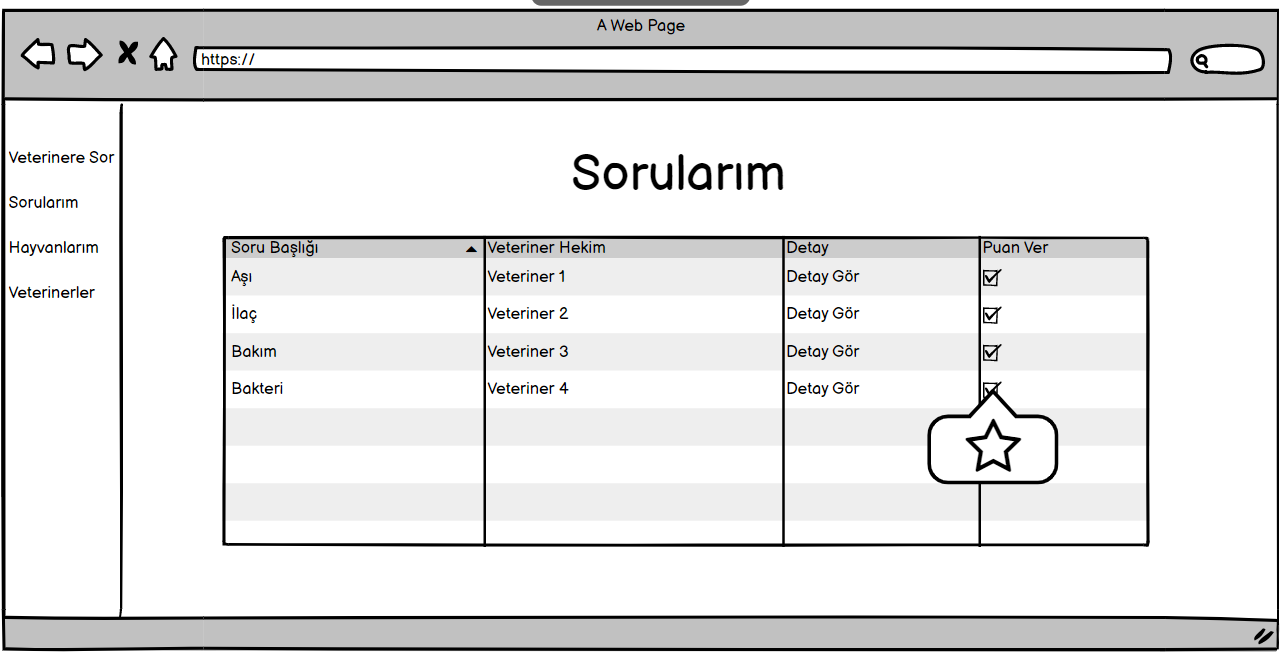 A Web Page
https://
Veterinere Sor
Sorularım
Hayvanlarım
Veterinerler
Sorularım
Soru Başlığı Veteriner Hekim Detay Puan Ver
Aşı Veteriner 1 Detay Gör
İlaç Veteriner 2 Detay Gör
Bakım Veteriner 3 Detay Gör
Bakteri Veteriner 4 Detay Gör